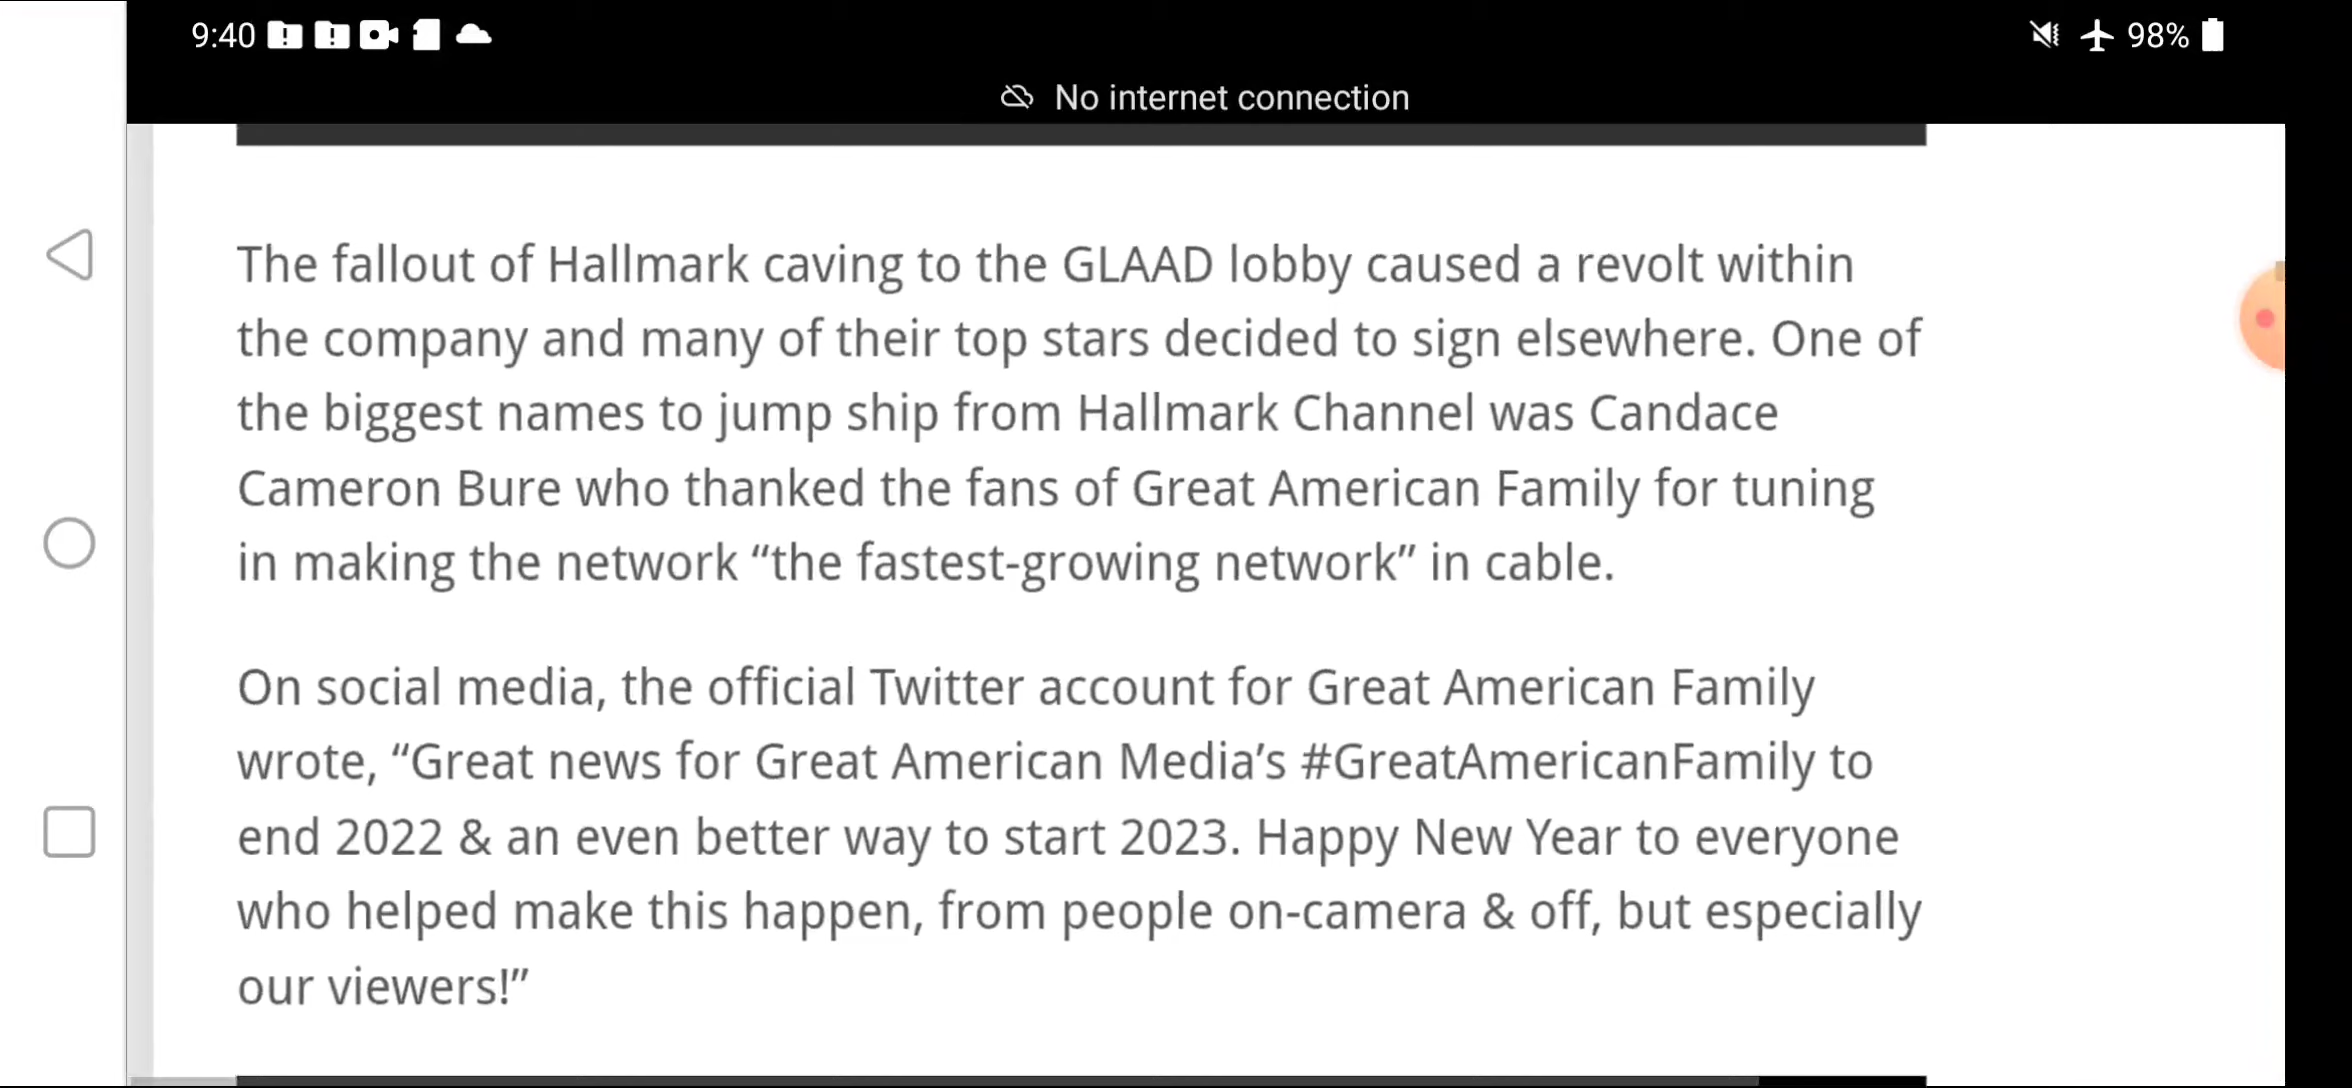 9:40
98%
No internet connection
The fallout of Hallmark caving to the GLAAD lobby caused a revolt within
the company and many of their top stars decided to sign elsewhere. One of
the biggest names to jump ship from Hallmark Channel was Candace
Cameron Bure who thanked the fans of Great American Family for tuning
in making the network “the fastest-growing network” in cable.
On social media, the official Twitter account for Great American Family
wrote, “Great news for Great American Media’s #GreatAmericanFamily to
end 2022 & an even better way to start 2023. Happy New Year to everyone
who helped make this happen, from people on-camera & off, but especially
our viewers!”